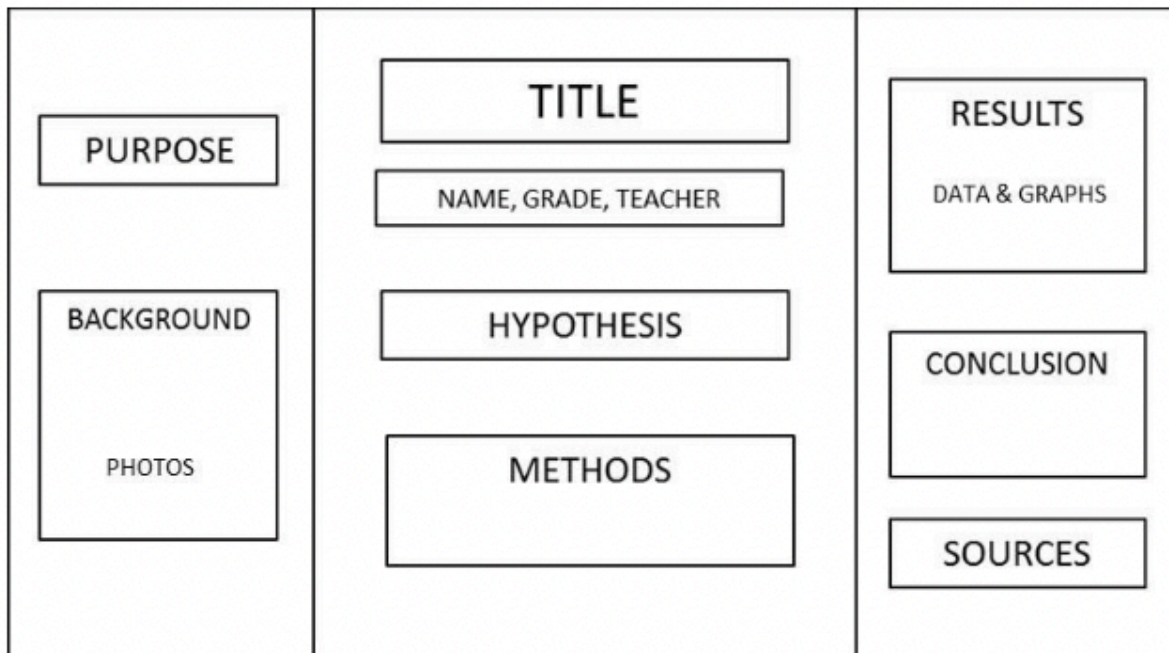 PURPOSE
BACKGROUND
PHOTOS
TITLE
NAME, GRADE, TEACHER
HYPOTHESIS
METHODS
RESULTS
DATA & GRAPHS
CONCLUSION
SOURCES